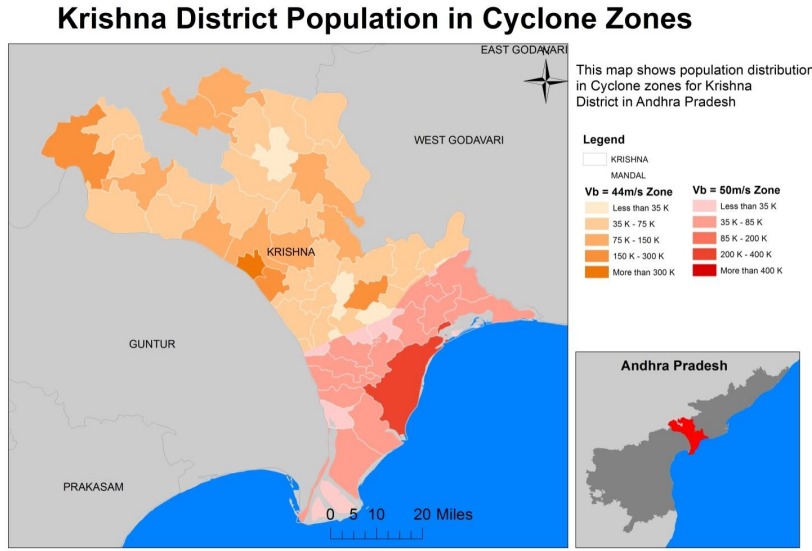 Krishna District Population in Cyclone Zones
EAST GODAVARI
N
This map shows population distribution
in Cyclone zones for Krishna
District in Andhra Pradesh
WEST GODAVARI
Legend
KRISHNA
MANDAL
Vb = 44m/s Zone
Less than 35 K
35 K - 75 K
75 K - 150 K
150 K - 300 K
More than 300 K
Vb = 50m/s Zone
Less than 35 K
35 K - 85 K
85 K - 200 K
200 K - 400 K
More than 400 K
KRISHNA
GUNTUR
Andhra Pradesh
PRAKASAM
0 5 10 20 Miles